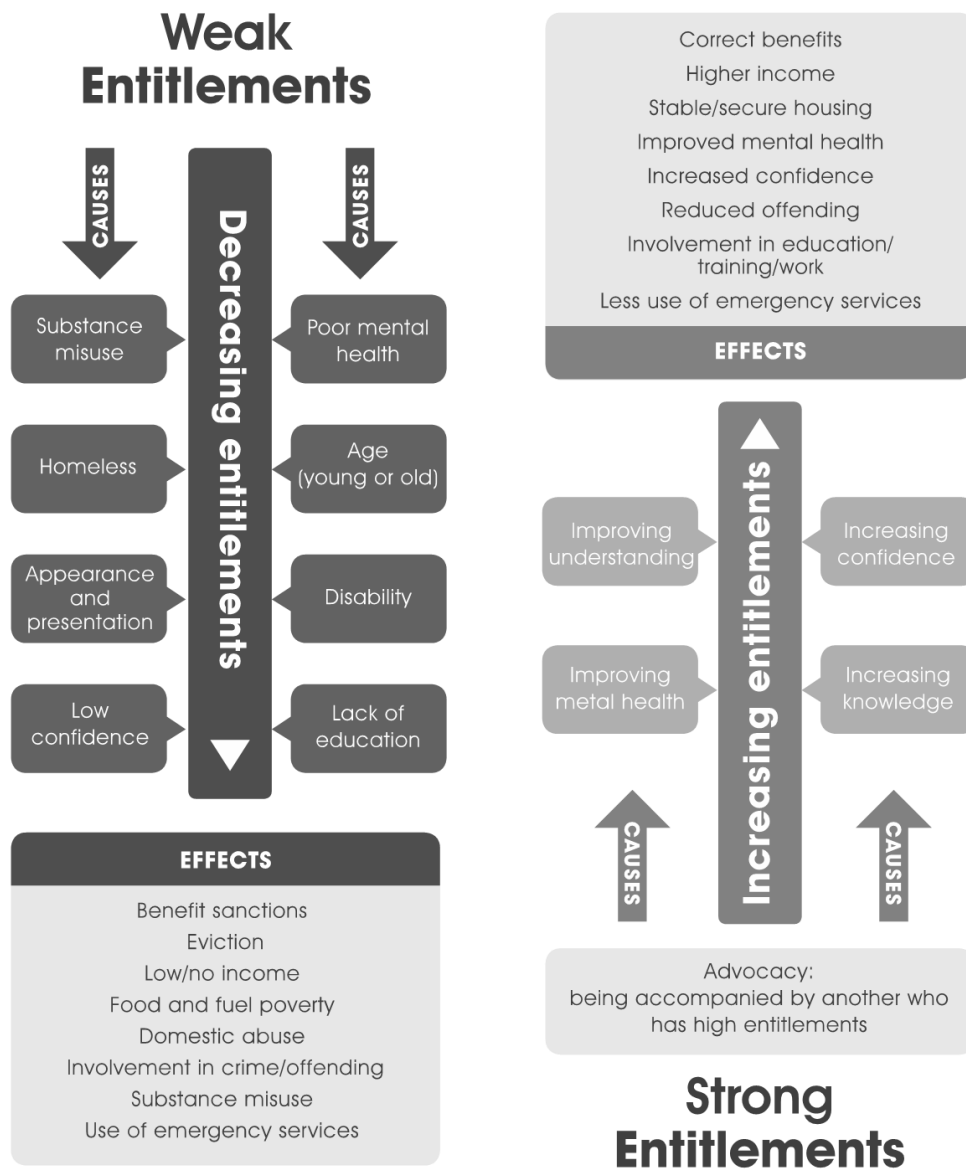 Weak
Entitlements
CAUSES
CAUSES
Decreasing entitlements
Substance
misuse
Poor mental
health
Homeless
Age
(young or old)
Appearance
and
presentation
Disability
Low
confidence
Lack of
education
EFFECTS
Benefit sanctions
Eviction
Low/no income
Food and fuel poverty
Domestic abuse
Involvement in crime/offending
Substance misuse
Use of emergency services
Correct benefits
Higher income
Stable/secure housing
Improved mental health
Increased confidence
Reduced offending
Involvement in education/
training/work
Less use of emergency services
EFFECTS
Increasing entitlements
Improving
understanding
Increasing
confidence
Improving
metal health
Increasing
knowledge
CAUSES
CAUSES
Advocacy:
being accompanied by another who
has high entitlements
Strong
Entitlements